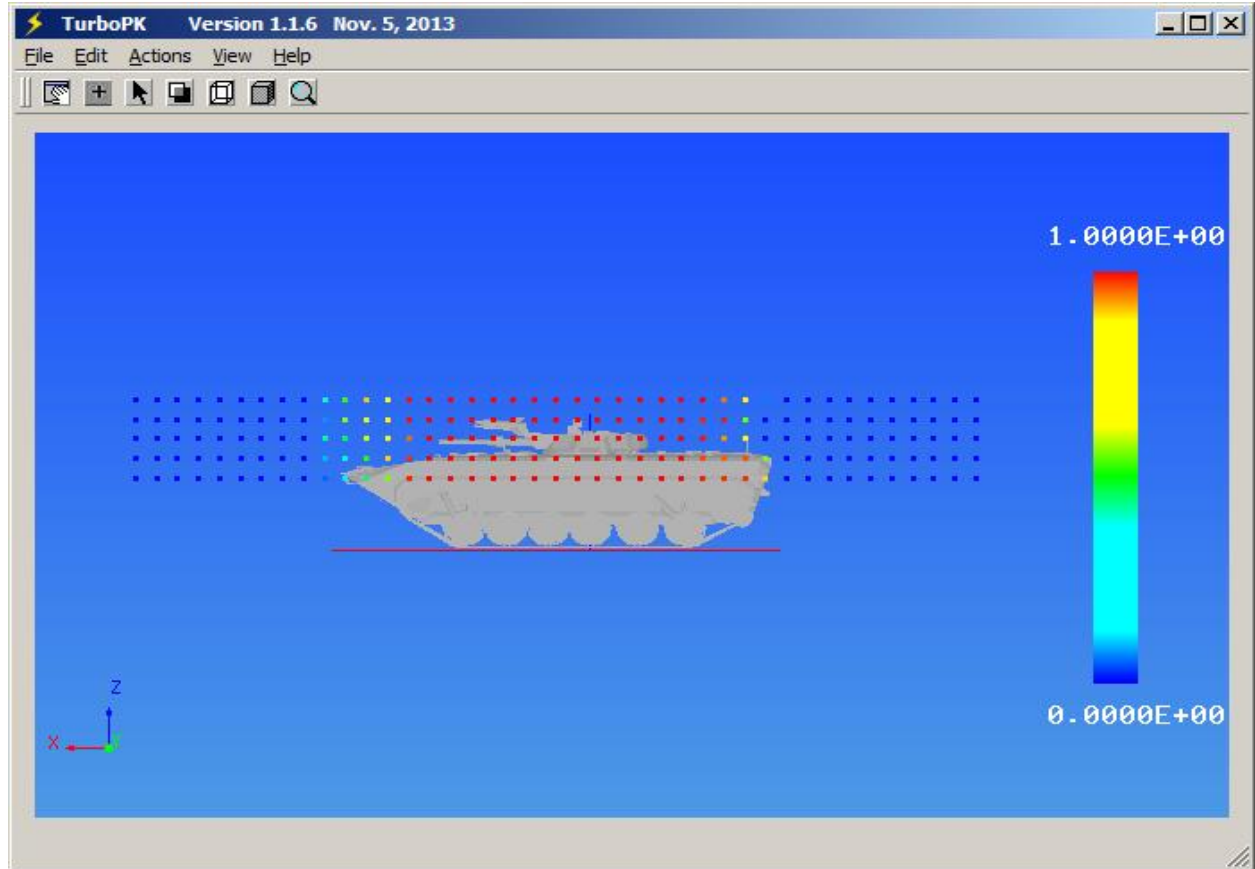 TurboPK Version 1.1.6 Nov. 5, 2013
File Edit Actions View Help
1.0000E+00
0.0000E+00
Z
X
Y